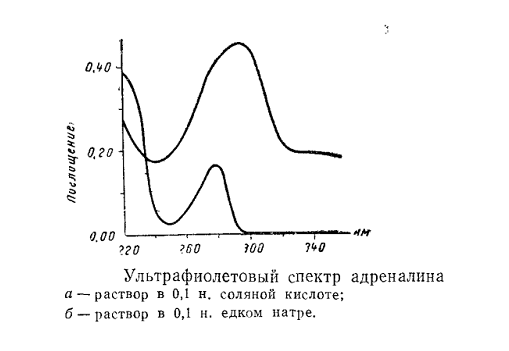 0,40
0,20
0,00
220 260 300 340 нм
Ультрафиолетовый спектр адреналина
а — раствор в 0,1 н. соляной кислоте;
б — раствор в 0,1 н. едком натре.